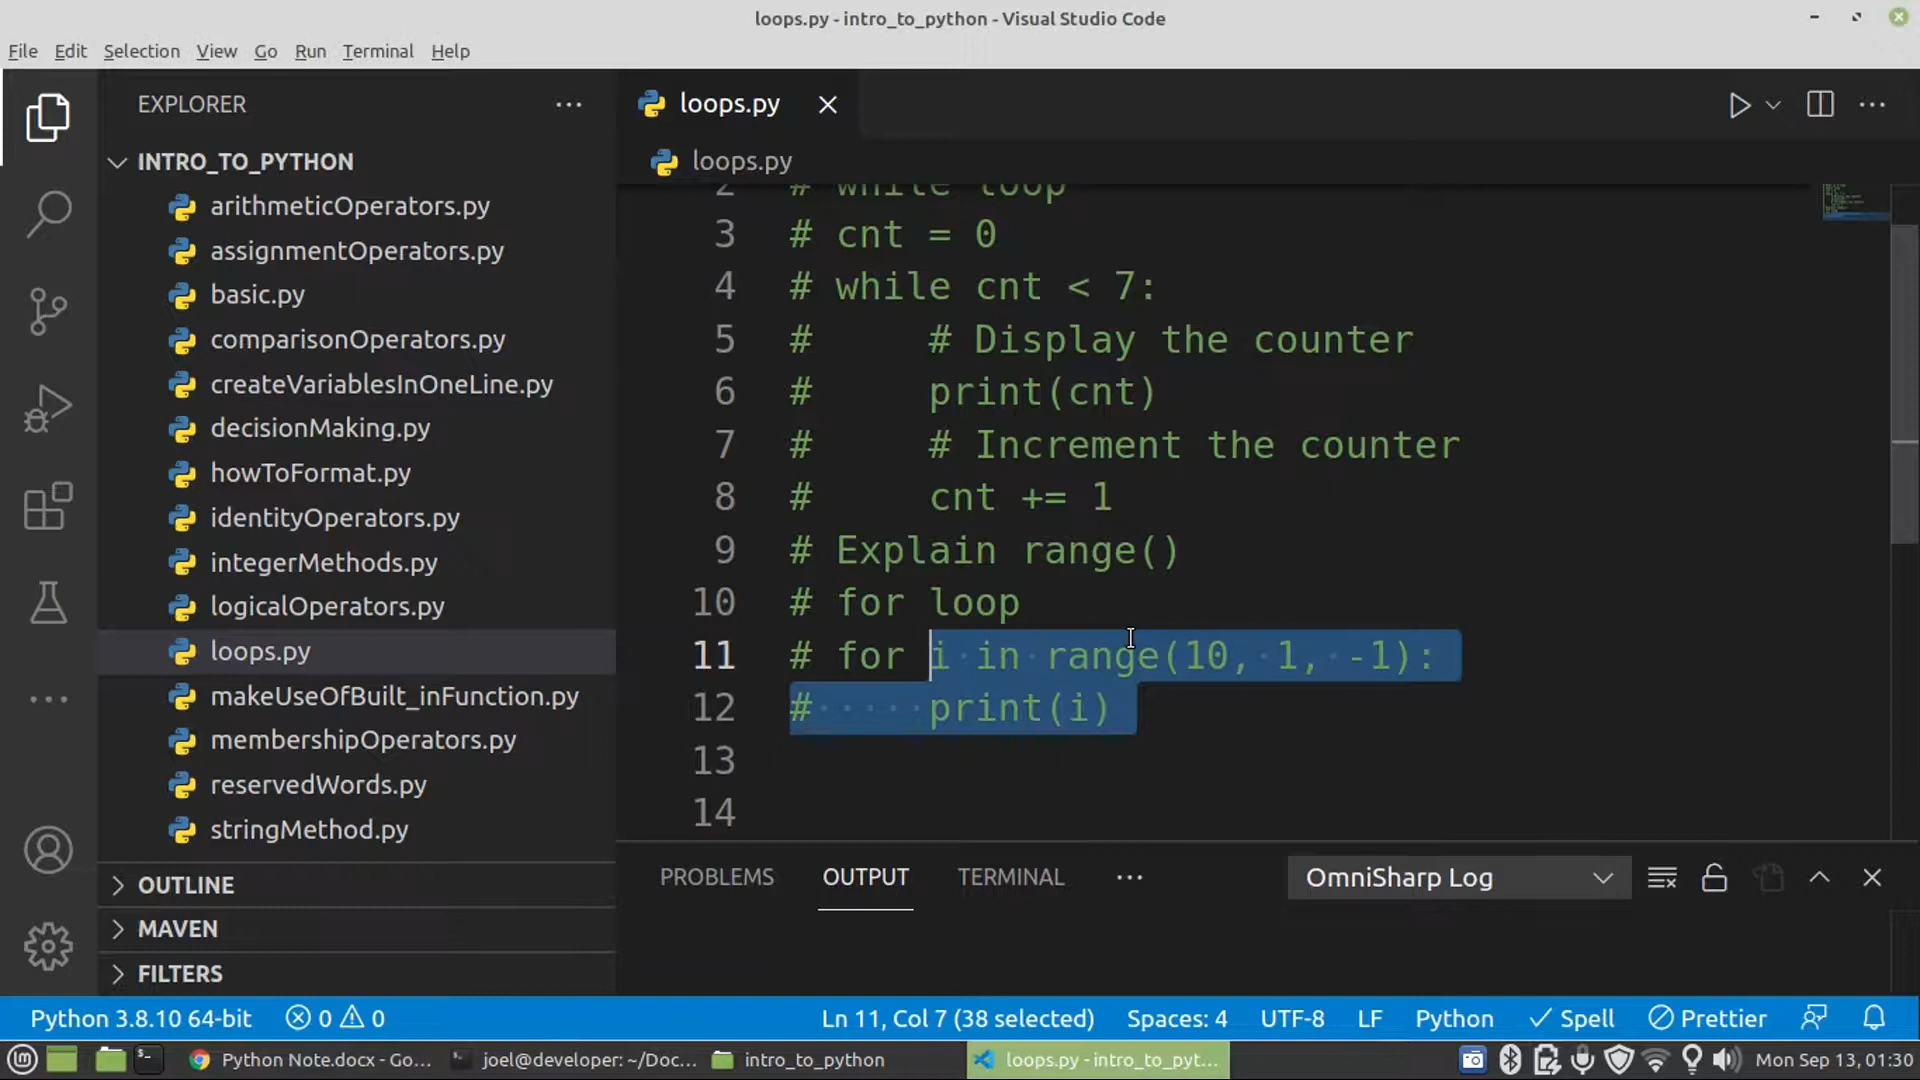 loops.py - intro_to_python - Visual Studio Code
File Edit Selection View Go Run Terminal Help
EXPLORER
INTRO_TO_PYTHON
arithmeticOperators.py
assignmentOperators.py
basic.py
comparisonOperators.py
createVariablesInOneLine.py
decisionMaking.py
howToFormat.py
identityOperators.py
integerMethods.py
logicalOperators.py
loops.py
makeUseOfBuilt_inFunction.py
membershipOperators.py
reservedWords.py
stringMethod.py
OUTLINE
MAVEN
FILTERS
loops.py
loops.py
2 # while loop
3 # cnt = 0
4 # while cnt < 7:
5 #     # Display the counter
6 #     print(cnt)
7 #     # Increment the counter
8 #     cnt += 1
9 # Explain range()
10 # for loop
11 # for i in range(10, 1, -1):
12 #     print(i)
13
14
PROBLEMS OUTPUT TERMINAL OmniSharp Log
Python 3.8.10 64-bit 0 0 Ln 11, Col 7 (38 selected) Spaces: 4 UTF-8 LF Python Spell Prettier
Python Note.docx - Go... joel@developer: ~/Doc... intro_to_python loops.py - intro_to_pyt... Mon Sep 13, 01:30